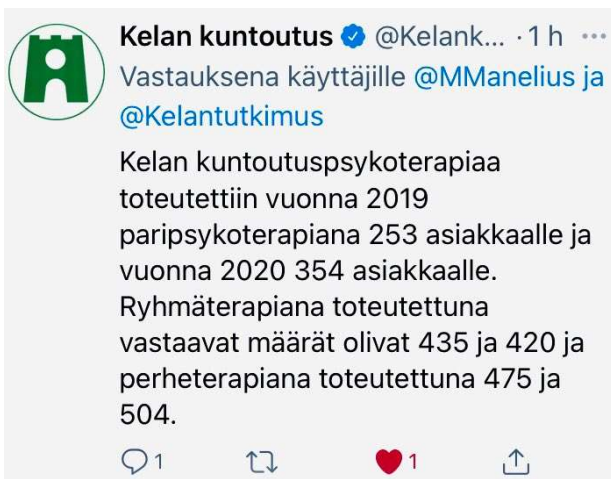 Kelan kuntoutus @Kelank... · 1 h ...
Vastauksena käyttäjille @MManelius ja
@Kelantutkimus
Kelan kuntoutuspsykoterapiaa
toteutettiin vuonna 2019
paripsykoterapiana 253 asiakkaalle ja
vuonna 2020 354 asiakkaalle.
Ryhmäterapiana toteutettuna
vastaavat määrät olivat 435 ja 420 ja
perheterapiana toteutettuna 475 ja
504.
1 1